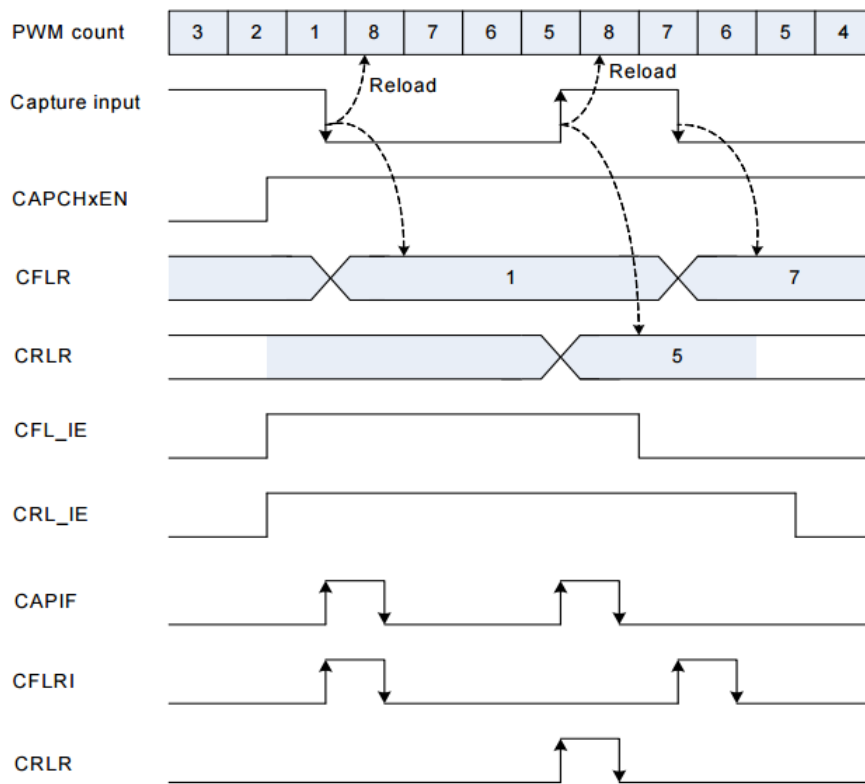 PWM count 3 2 1 8 7 6 5 8 7 6 5 4
Reload Reload
Capture input
CAPCHxEN
CFLR 1 7
CRLR 5
CFL_IE
CRL_IE
CAPIF
CFLRI
CRLR